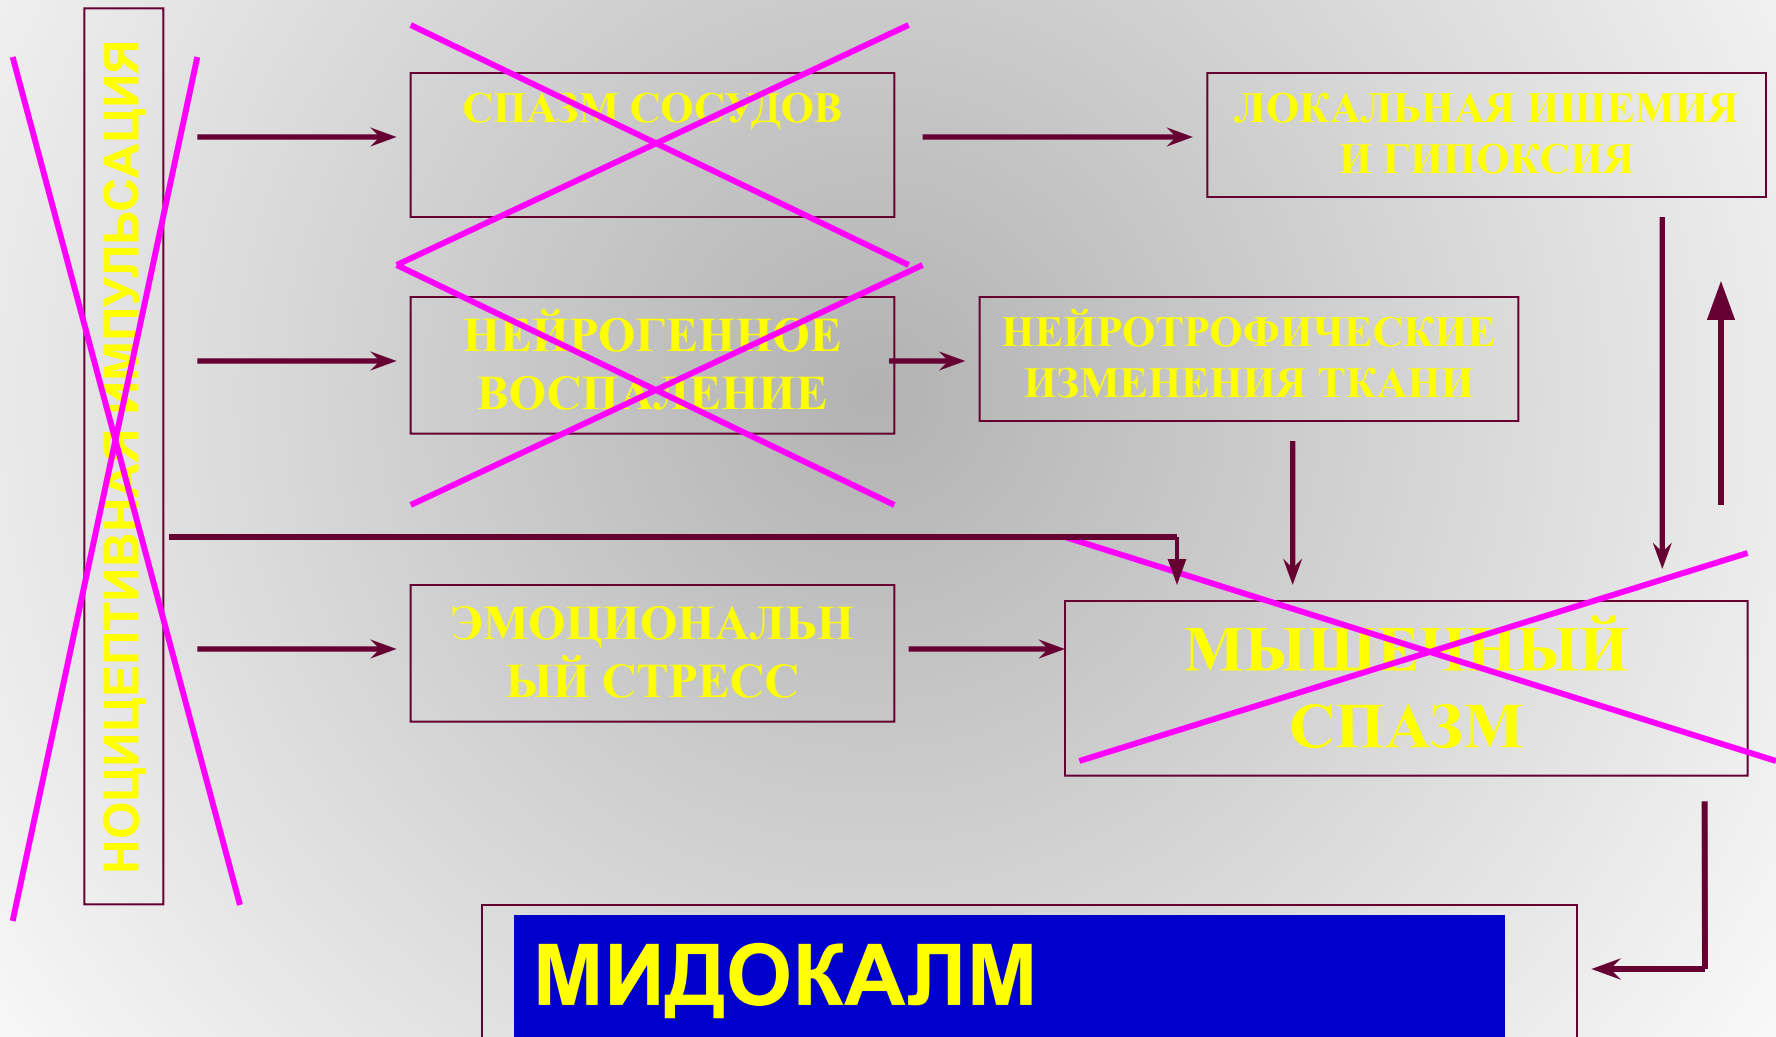 НОЦИЦЕПТИВНАЯ ИМПУЛЬСАЦИЯ
СПАЗМ СОСУДОВ
ЛОКАЛЬНАЯ ИШЕМИЯ
И ГИПОКСИЯ
НЕЙРОГЕННОЕ
ВОСПАЛЕНИЕ
НЕЙРОТРОФИЧЕСКИЕ
ИЗМЕНЕНИЯ ТКАНИ
ЭМОЦИОНАЛЬН
ЫЙ СТРЕСС
МЫШЕЧНЫЙ
СПАЗМ
МИДОКАЛМ